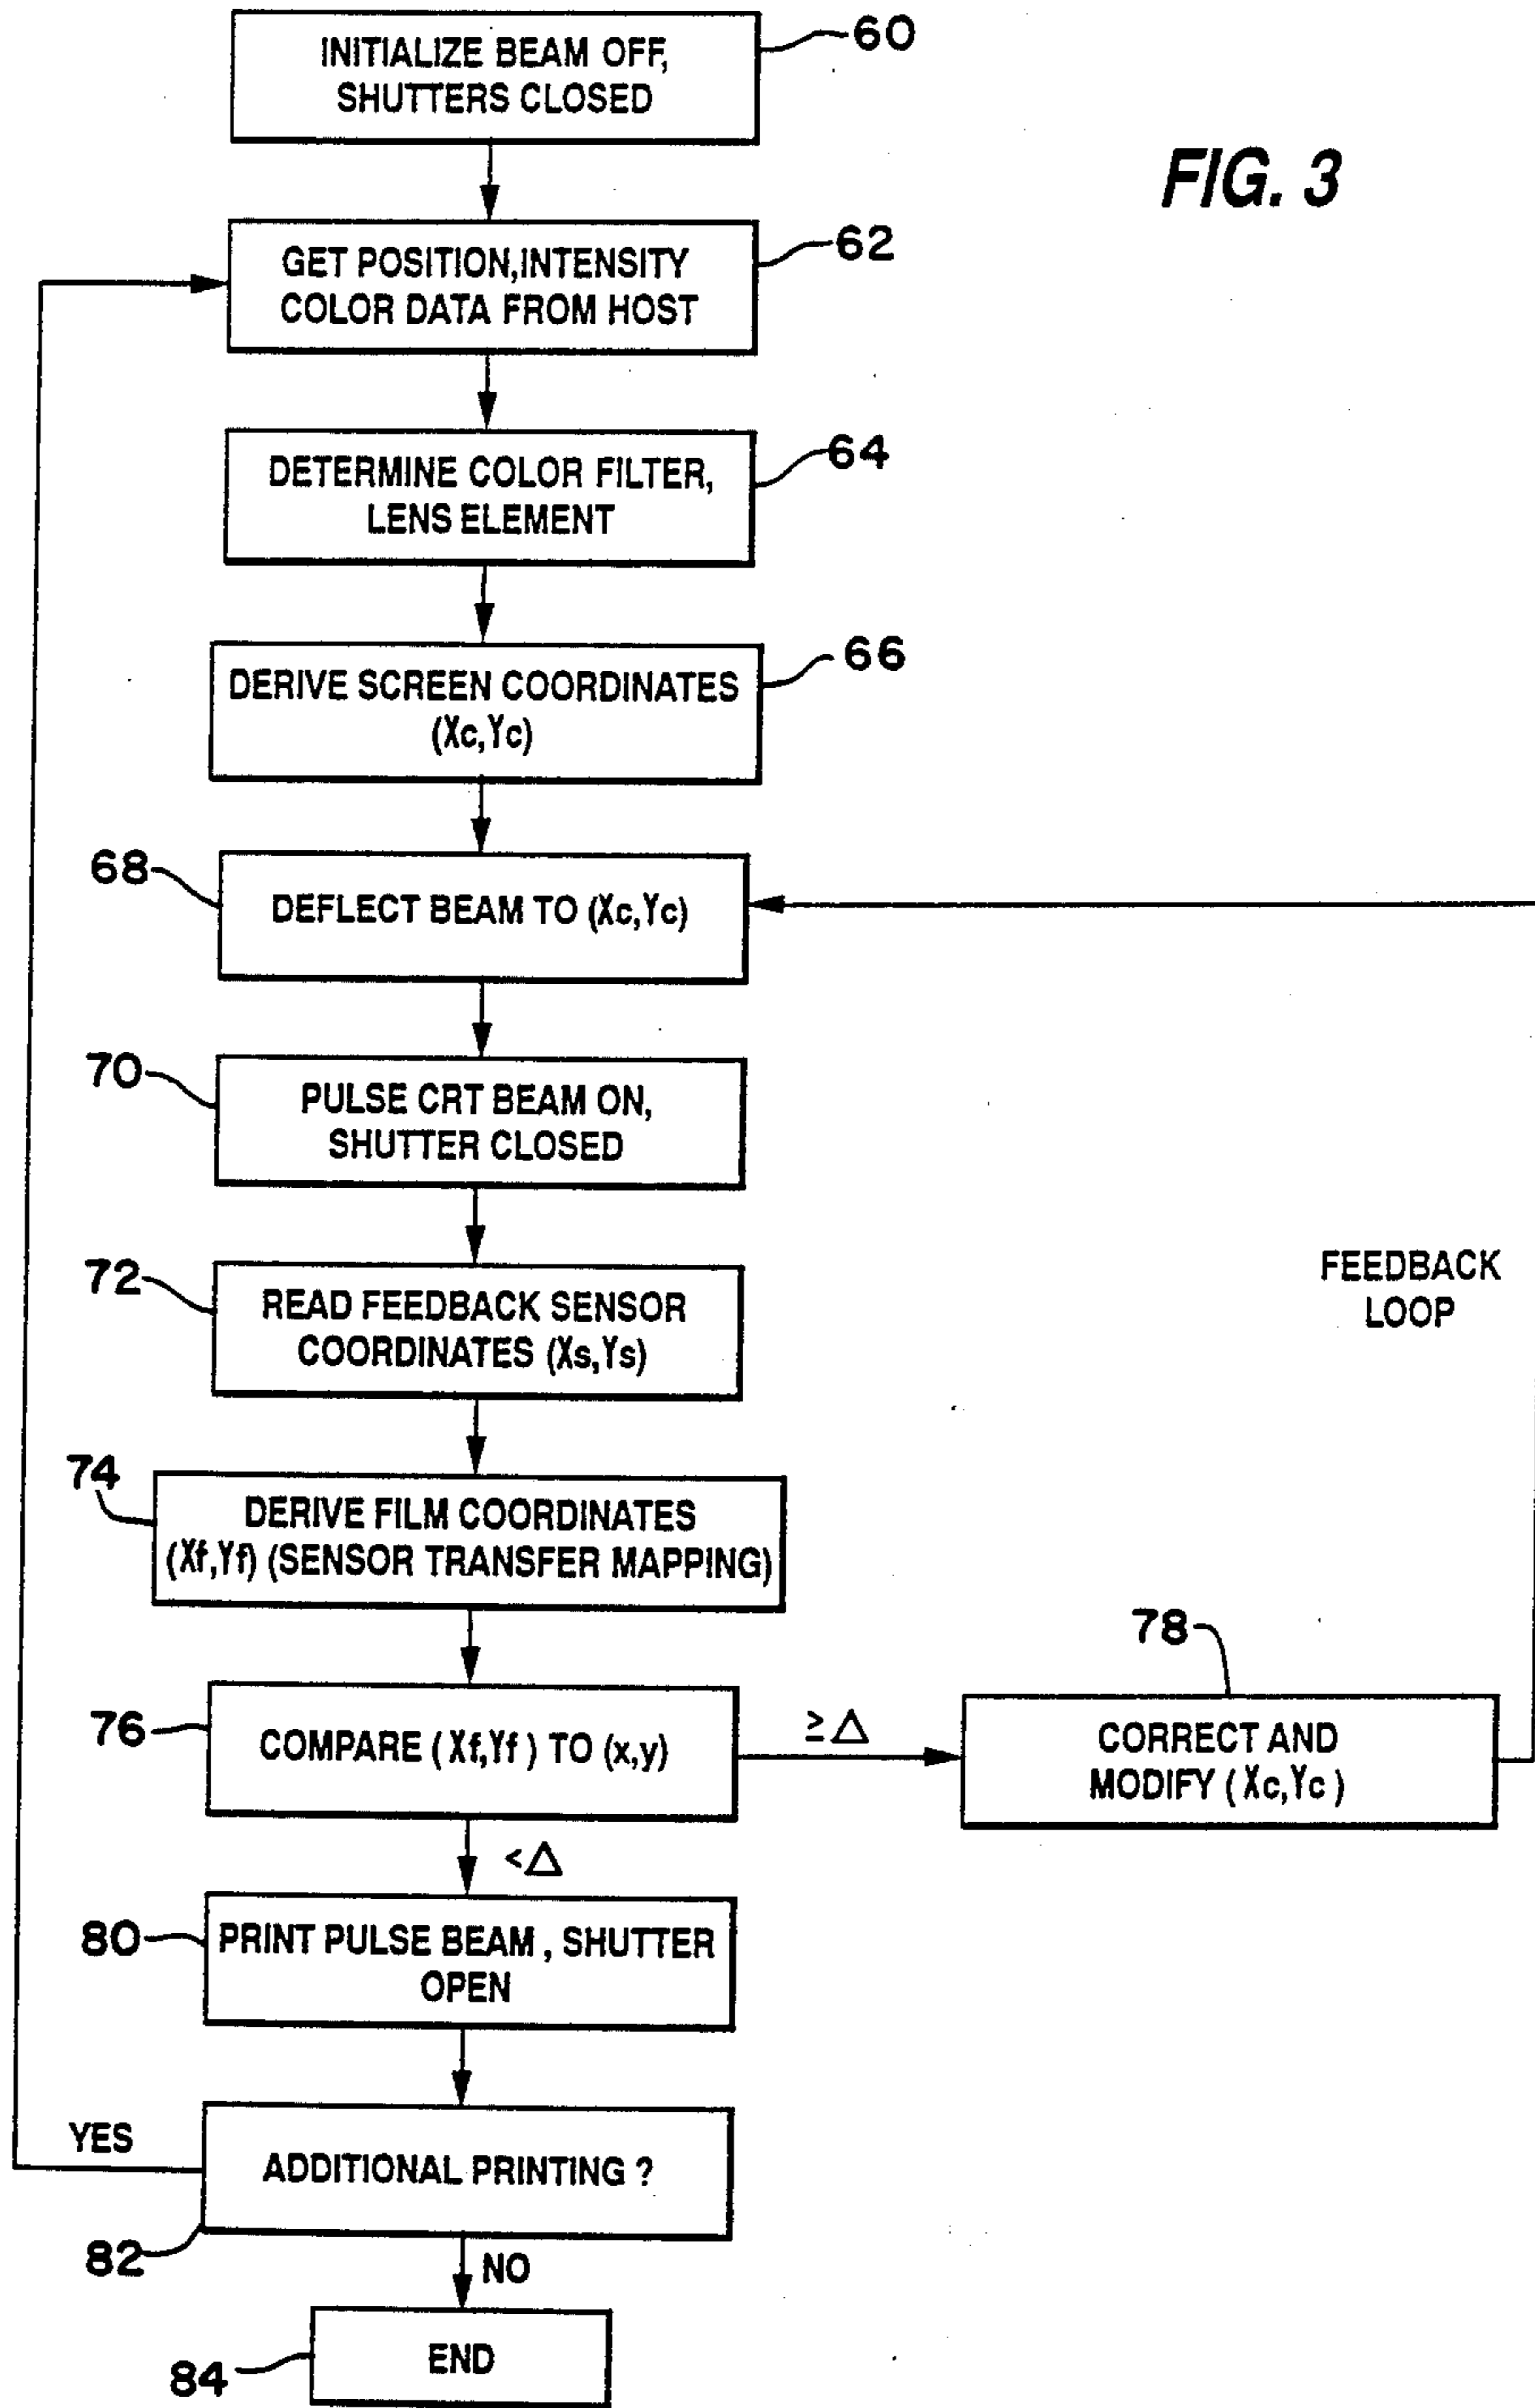 INITIALIZE BEAM OFF,
SHUTTERS CLOSED
60
FIG. 3
GET POSITION,INTENSITY
COLOR DATA FROM HOST
62
DETERMINE COLOR FILTER,
LENS ELEMENT
64
DERIVE SCREEN COORDINATES
(Xc,Yc)
66
68
DEFLECT BEAM TO (Xc,Yc)
70
PULSE CRT BEAM ON,
SHUTTER CLOSED
72
READ FEEDBACK SENSOR
COORDINATES (Xs,Ys)
FEEDBACK
LOOP
74
DERIVE FILM COORDINATES
(Xf,Yf) (SENSOR TRANSFER MAPPING)
76
COMPARE (Xf,Yf) TO (x,y)
≥Δ
78
CORRECT AND
MODIFY (Xc,Yc)
<Δ
80
PRINT PULSE BEAM, SHUTTER
OPEN
YES
ADDITIONAL PRINTING ?
82
NO
84
END